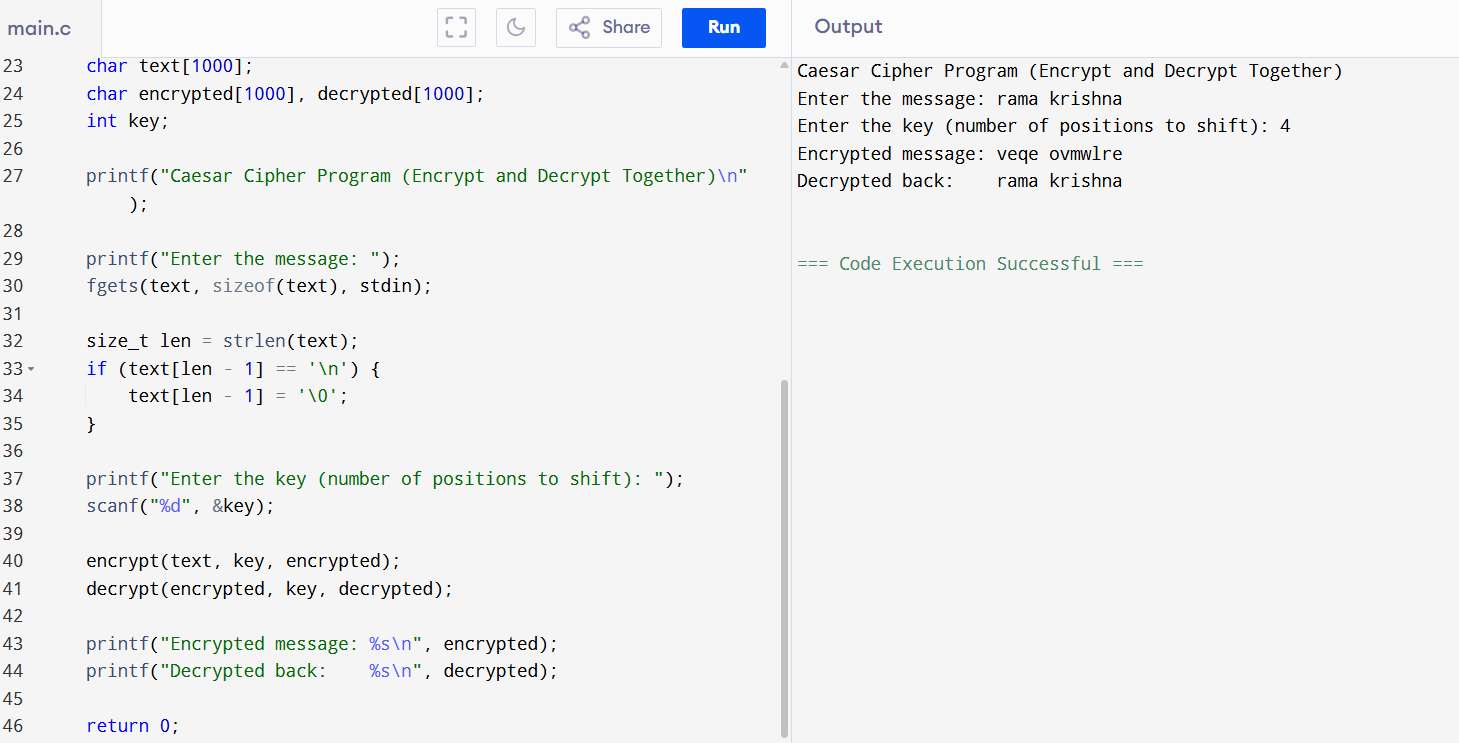 main.c
Share
Run
Output
23 char text[1000];
24 char encrypted[1000], decrypted[1000];
25 int key;
26
27 printf("Caesar Cipher Program (Encrypt and Decrypt Together)\n"
);
28
29 printf("Enter the message: ");
30 fgets(text, sizeof(text), stdin);
31
32 size_t len = strlen(text);
33 if (text[len - 1] == '\n') {
34 text[len - 1] = '\0';
35 }
36
37 printf("Enter the key (number of positions to shift): ");
38 scanf("%d", &key);
39
40 encrypt(text, key, encrypted);
41 decrypt(encrypted, key, decrypted);
42
43 printf("Encrypted message: %s\n", encrypted);
44 printf("Decrypted back:    %s\n", decrypted);
45
46 return 0;
Caesar Cipher Program (Encrypt and Decrypt Together)
Enter the message: rama krishna
Enter the key (number of positions to shift): 4
Encrypted message: veqe ovmwlre
Decrypted back:    rama krishna
=== Code Execution Successful ===